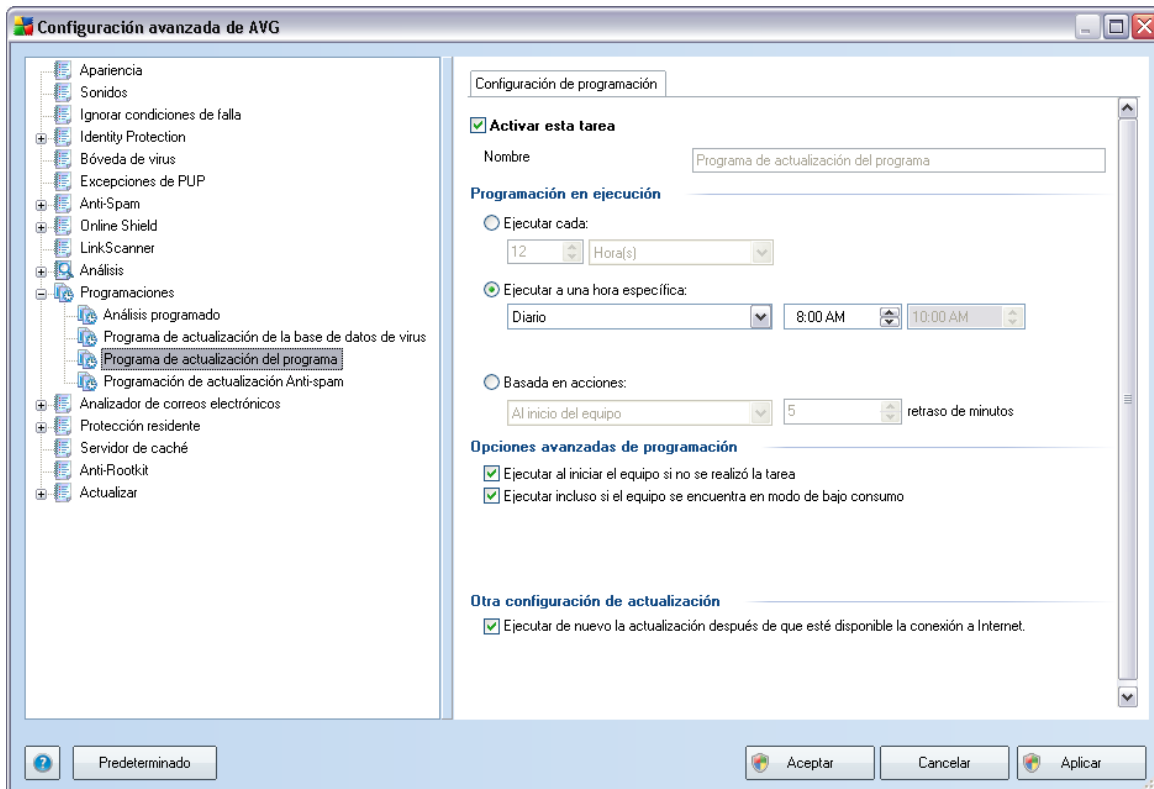 Configuración avanzada de AVG
Apariencia
Sonidos
Ignorar condiciones de falla
Identity Protection
Bóveda de virus
Excepciones de PUP
Anti-Spam
Online Shield
LinkScanner
Análisis
Programaciones
Análisis programado
Programa de actualización de la base de datos de virus
Programa de actualización del programa
Programación de actualización Anti-spam
Analizador de correos electrónicos
Protección residente
Servidor de caché
Anti-Rootkit
Actualizar
Configuración de programación
Activar esta tarea
Nombre Programa de actualización del programa
Programación en ejecución
Ejecutar cada:
12 Hora(s)
Ejecutar a una hora específica:
Diario 8:00 AM 10:00 AM
Basada en acciones:
Al inicio del equipo 5 retraso de minutos
Opciones avanzadas de programación
Ejecutar al iniciar el equipo si no se realizó la tarea
Ejecutar incluso si el equipo se encuentra en modo de bajo consumo
Otra configuración de actualización
Ejecutar de nuevo la actualización después de que esté disponible la conexión a Internet.
? Predeterminado Aceptar Cancelar Aplicar